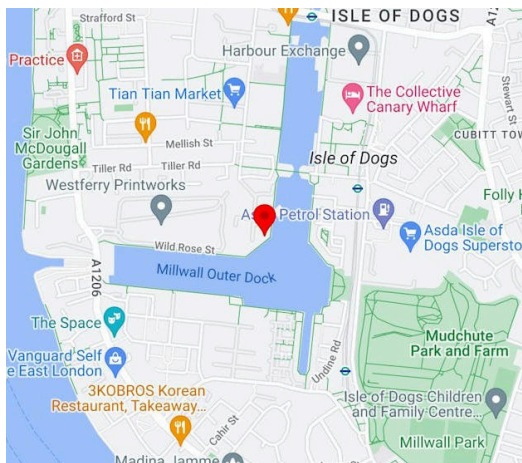 Strafford St
ISLE OF DOGS
A12
Practice
Harbour Exchange
Tian Tian Market
The Collective
Canary Wharf
Stewart St
Sir John
McDougall
Gardens
Mellish St
CUBITT TOW
Tiller Rd
Tiller Rd
Isle of Dogs
Westferry Printworks
Folly H
Petrol Station
Asda Isle of
Dogs Supersto
Wild Rose St
A1206
Millwall Outer Dock
The Space
Mudchute
Park and Farm
Vanguard Self
e East London
Undine Rd
3KOBROS Korean
Restaurant, Takeaway...
Isle of Dogs Children
and Family Centre...
Cahir St
Millwall Park
Madina Jamme